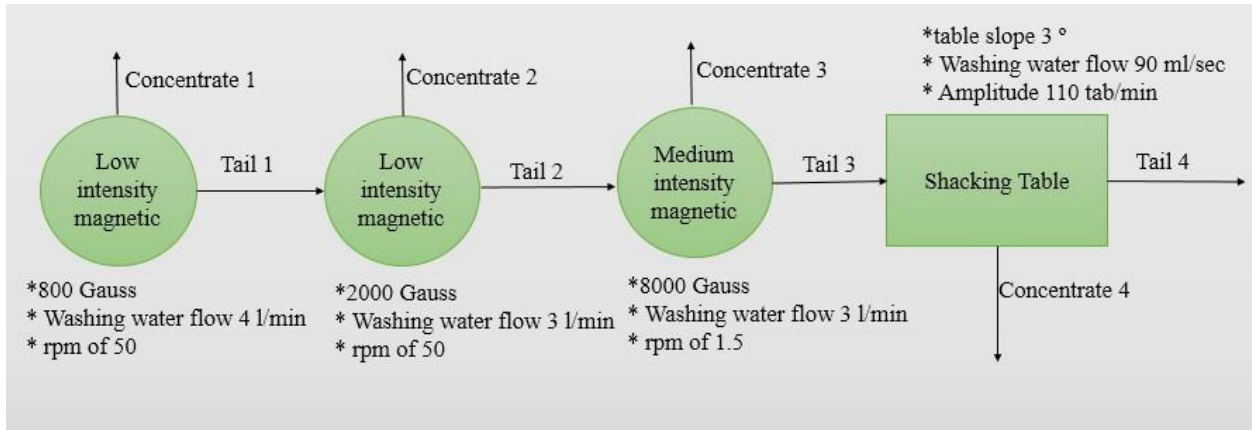 Concentrate 1
Low
intensity
magnetic
Tail 1
*800 Gauss
* Washing water flow 4 l/min
* rpm of 50
Concentrate 2
Low
intensity
magnetic
Tail 2
*2000 Gauss
* Washing water flow 3 l/min
* rpm of 50
Concentrate 3
Medium
intensity
magnetic
Tail 3
*8000 Gauss
* Washing water flow 3 l/min
* rpm of 1.5
*table slope 3 º
* Washing water flow 90 ml/sec
* Amplitude 110 tab/min
Shacking Table
Tail 4
Concentrate 4